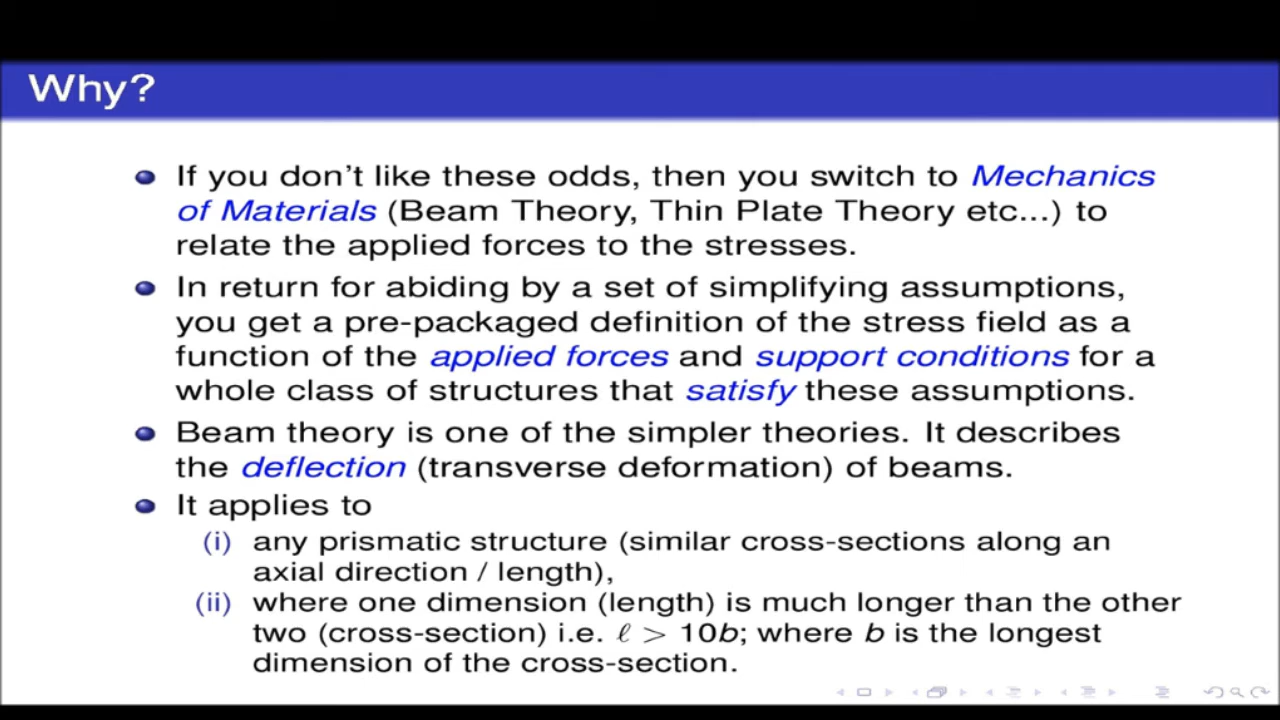 Why?
If you don't like these odds, then you switch to Mechanics
of Materials (Beam Theory, Thin Plate Theory etc...) to
relate the applied forces to the stresses.
In return for abiding by a set of simplifying assumptions,
you get a pre-packaged definition of the stress field as a
function of the applied forces and support conditions for a
whole class of structures that satisfy these assumptions.
Beam theory is one of the simpler theories. It describes
the deflection (transverse deformation) of beams.
It applies to
(i) any prismatic structure (similar cross-sections along an
axial direction / length),
(ii) where one dimension (length) is much longer than the other
two (cross-section) i.e. ℓ > 10b; where b is the longest
dimension of the cross-section.